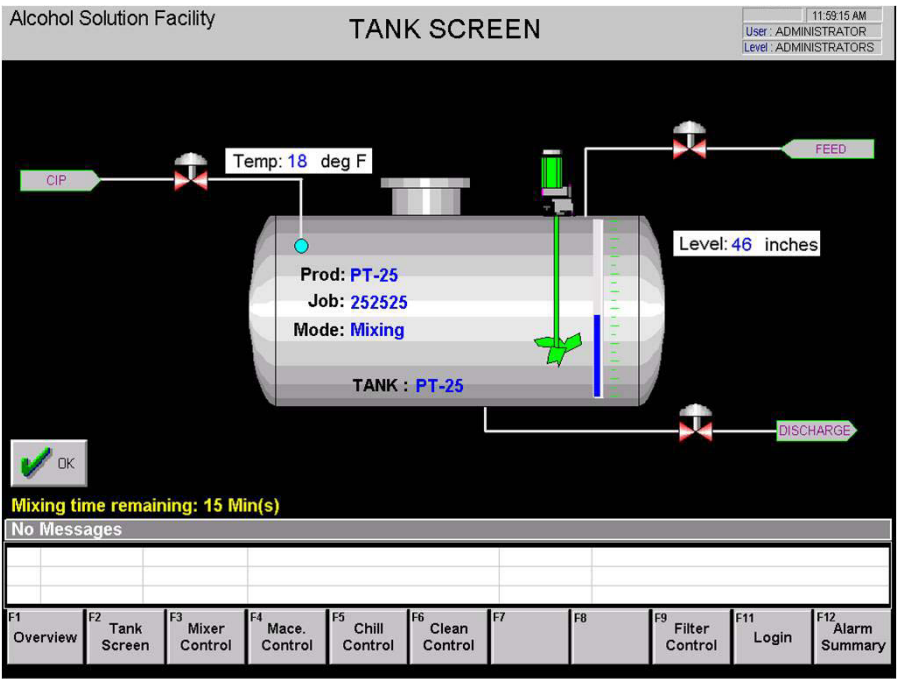 Alcohol Solution Facility
TANK SCREEN
11:59:15 AM
User : ADMINISTRATOR
Level : ADMINISTRATORS
FEED
Temp: 18 deg F
CIP
Level: 46 inches
Prod: PT-25
Job: 252525
Mode: Mixing
TANK : PT-25
DISCHARGE
OK
Mixing time remaining: 15 Min(s)
No Messages
F1 Overview
F2 Tank Screen
F3 Mixer Control
F4 Mace. Control
F5 Chill Control
F6 Clean Control
F7
F8
F9 Filter Control
F11 Login
F12 Alarm Summary